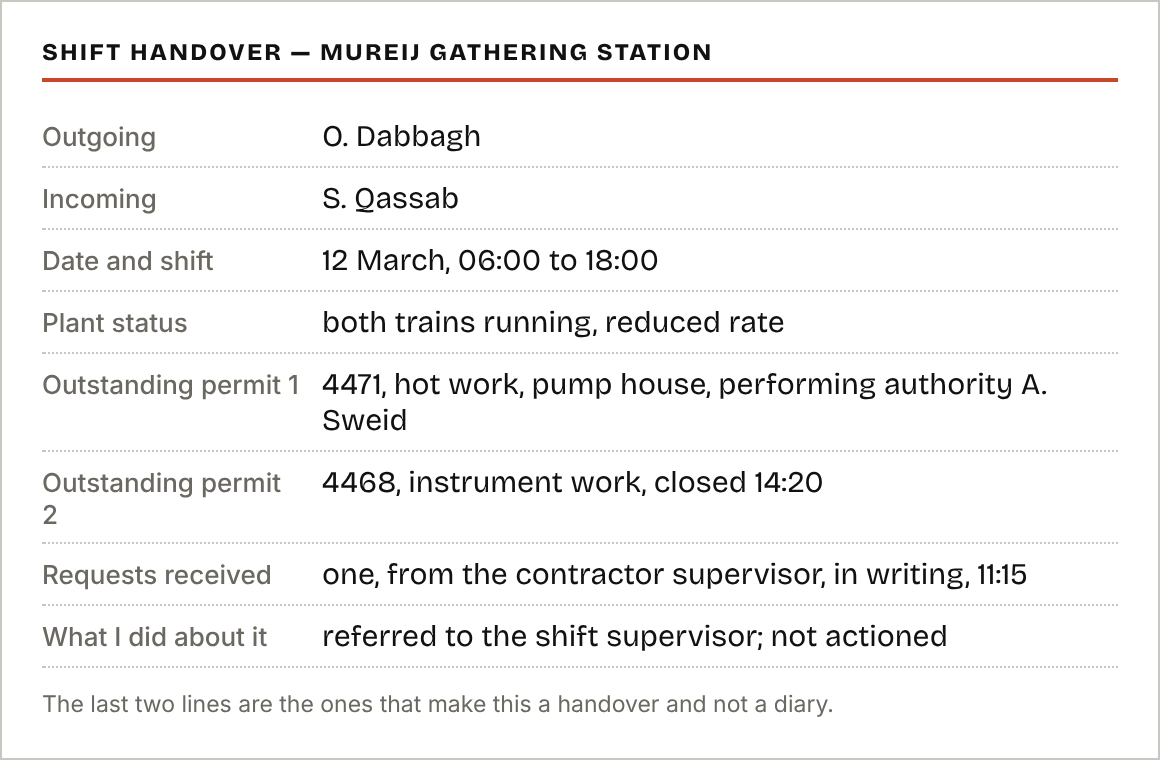 SHIFT HANDOVER — MUREIJ GATHERING STATION
Outgoing O. Dabbagh
Incoming S. Qassab
Date and shift 12 March, 06:00 to 18:00
Plant status both trains running, reduced rate
Outstanding permit 1 4471, hot work, pump house, performing authority A.
Sweid
Outstanding permit 4468, instrument work, closed 14:20
2
Requests received one, from the contractor supervisor, in writing, 11:15
What I did about it referred to the shift supervisor; not actioned
The last two lines are the ones that make this a handover and not a diary.